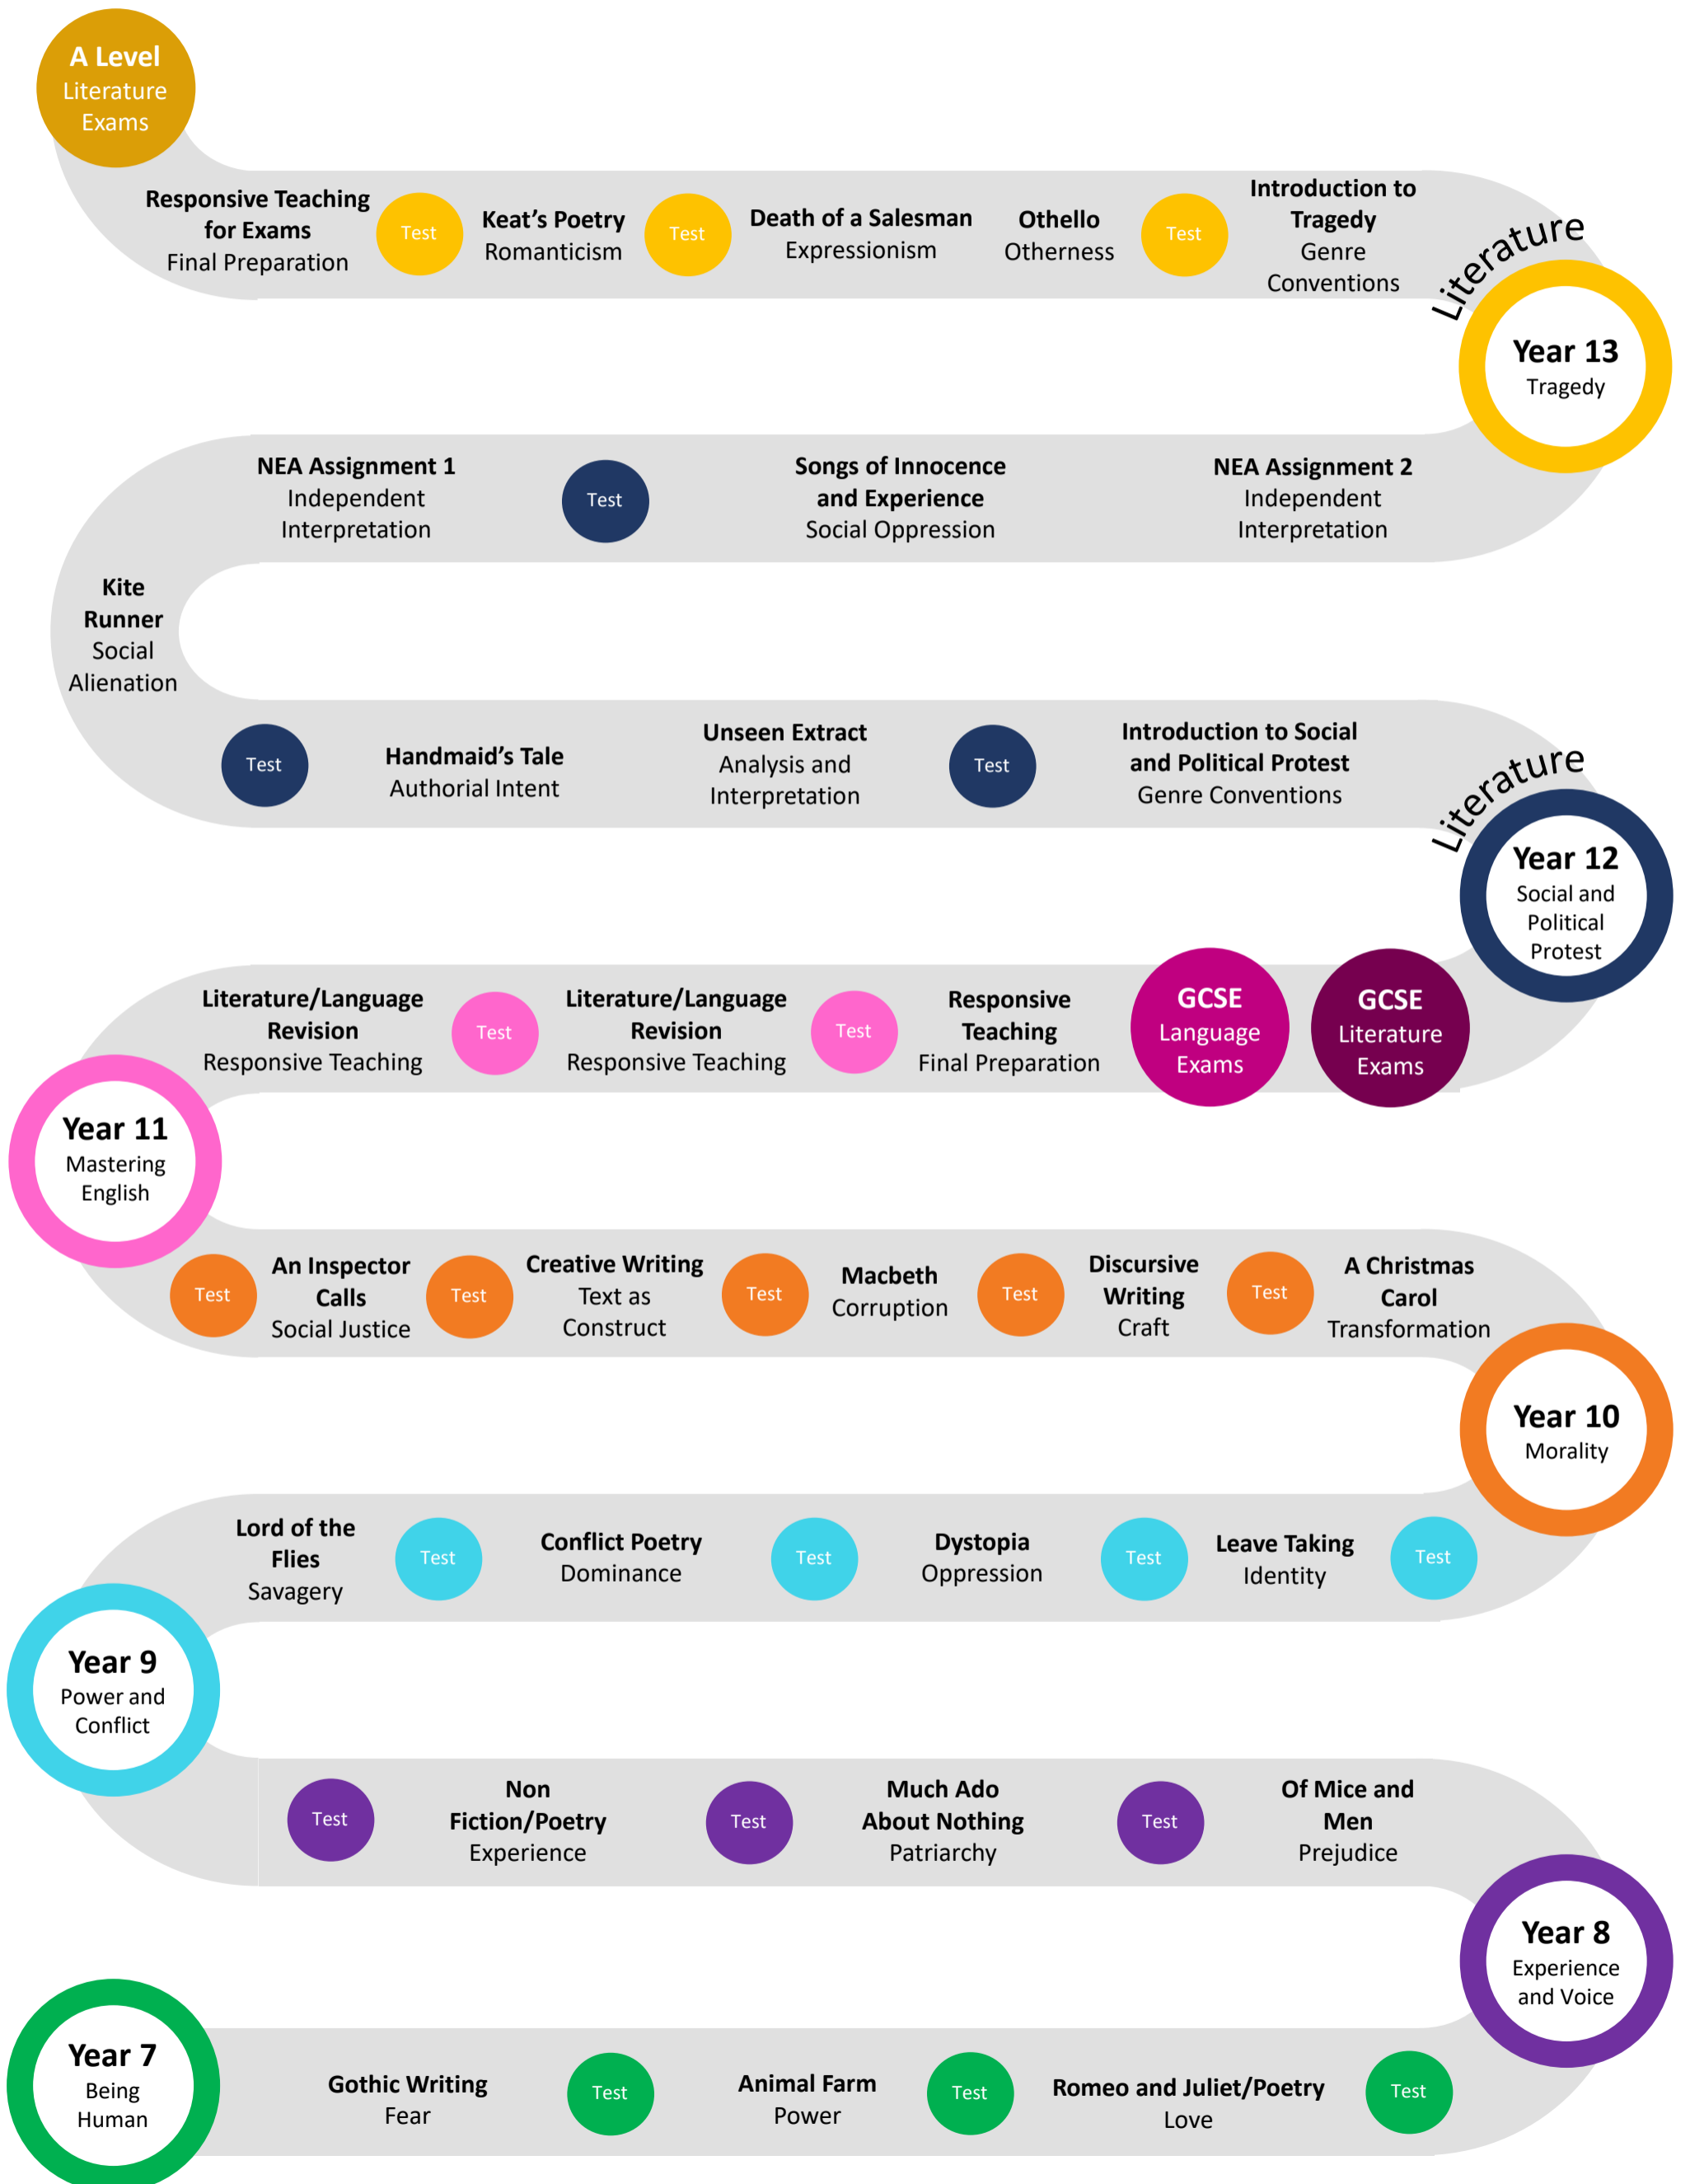 A Level
Literature
Exams
Responsive Teaching
for Exams
Final Preparation
Test
Keat’s Poetry
Romanticism
Test
Death of a Salesman
Expressionism
Othello
Otherness
Test
Introduction to
Tragedy
Genre
Conventions
Literature
Year 13
Tragedy
NEA Assignment 1
Independent
Interpretation
Test
Songs of Innocence
and Experience
Social Oppression
NEA Assignment 2
Independent
Interpretation
Kite
Runner
Social
Alienation
Test
Handmaid’s Tale
Authorial Intent
Unseen Extract
Analysis and
Interpretation
Test
Introduction to Social
and Political Protest
Genre Conventions
Literature
Year 12
Social and
Political
Protest
Literature/Language
Revision
Responsive Teaching
Test
Literature/Language
Revision
Responsive Teaching
Test
Responsive
Teaching
Final Preparation
GCSE
Language
Exams
GCSE
Literature
Exams
Year 11
Mastering
English
Test
An Inspector
Calls
Social Justice
Test
Creative Writing
Text as
Construct
Test
Macbeth
Corruption
Test
Discursive
Writing
Craft
Test
A Christmas
Carol
Transformation
Year 10
Morality
Lord of the
Flies
Savagery
Test
Conflict Poetry
Dominance
Test
Dystopia
Oppression
Test
Leave Taking
Identity
Test
Year 9
Power and
Conflict
Test
Non
Fiction/Poetry
Experience
Test
Much Ado
About Nothing
Patriarchy
Test
Of Mice and
Men
Prejudice
Year 8
Experience
and Voice
Year 7
Being
Human
Gothic Writing
Fear
Test
Animal Farm
Power
Test
Romeo and Juliet/Poetry
Love
Test